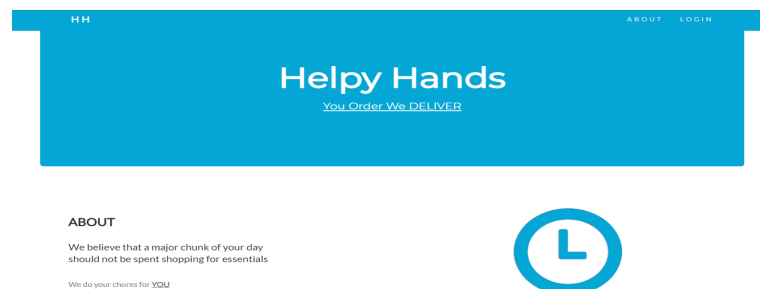 HH
ABOUT LOGIN
Helpy Hands
You Order We DELIVER
ABOUT
We believe that a major chunk of your day
should not be spent shopping for essentials
We do your chores for YOU